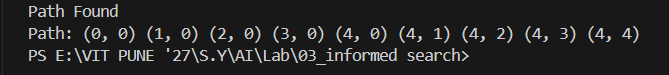 Path Found
Path: (0, 0) (1, 0) (2, 0) (3, 0) (4, 0) (4, 1) (4, 2) (4, 3) (4, 4)
PS E:\VIT PUNE '27\S.Y\AI\Lab\03_informed search>